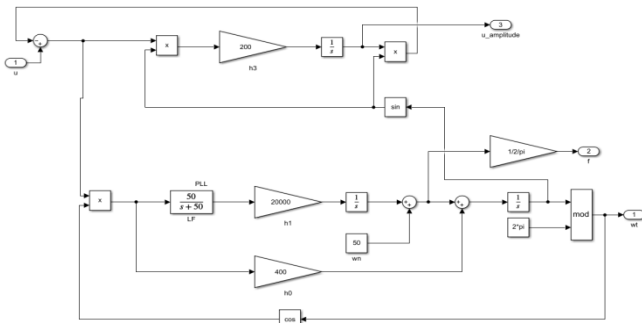 3
u_amplitude
200
h3
1
s
x
x
1
u
sin
1/2/pi
2
f
PLL
50
s + 50
LF
x
20000
h1
1
s
50
wn
1
s
2*pi
mod
1
wt
400
h0
cos